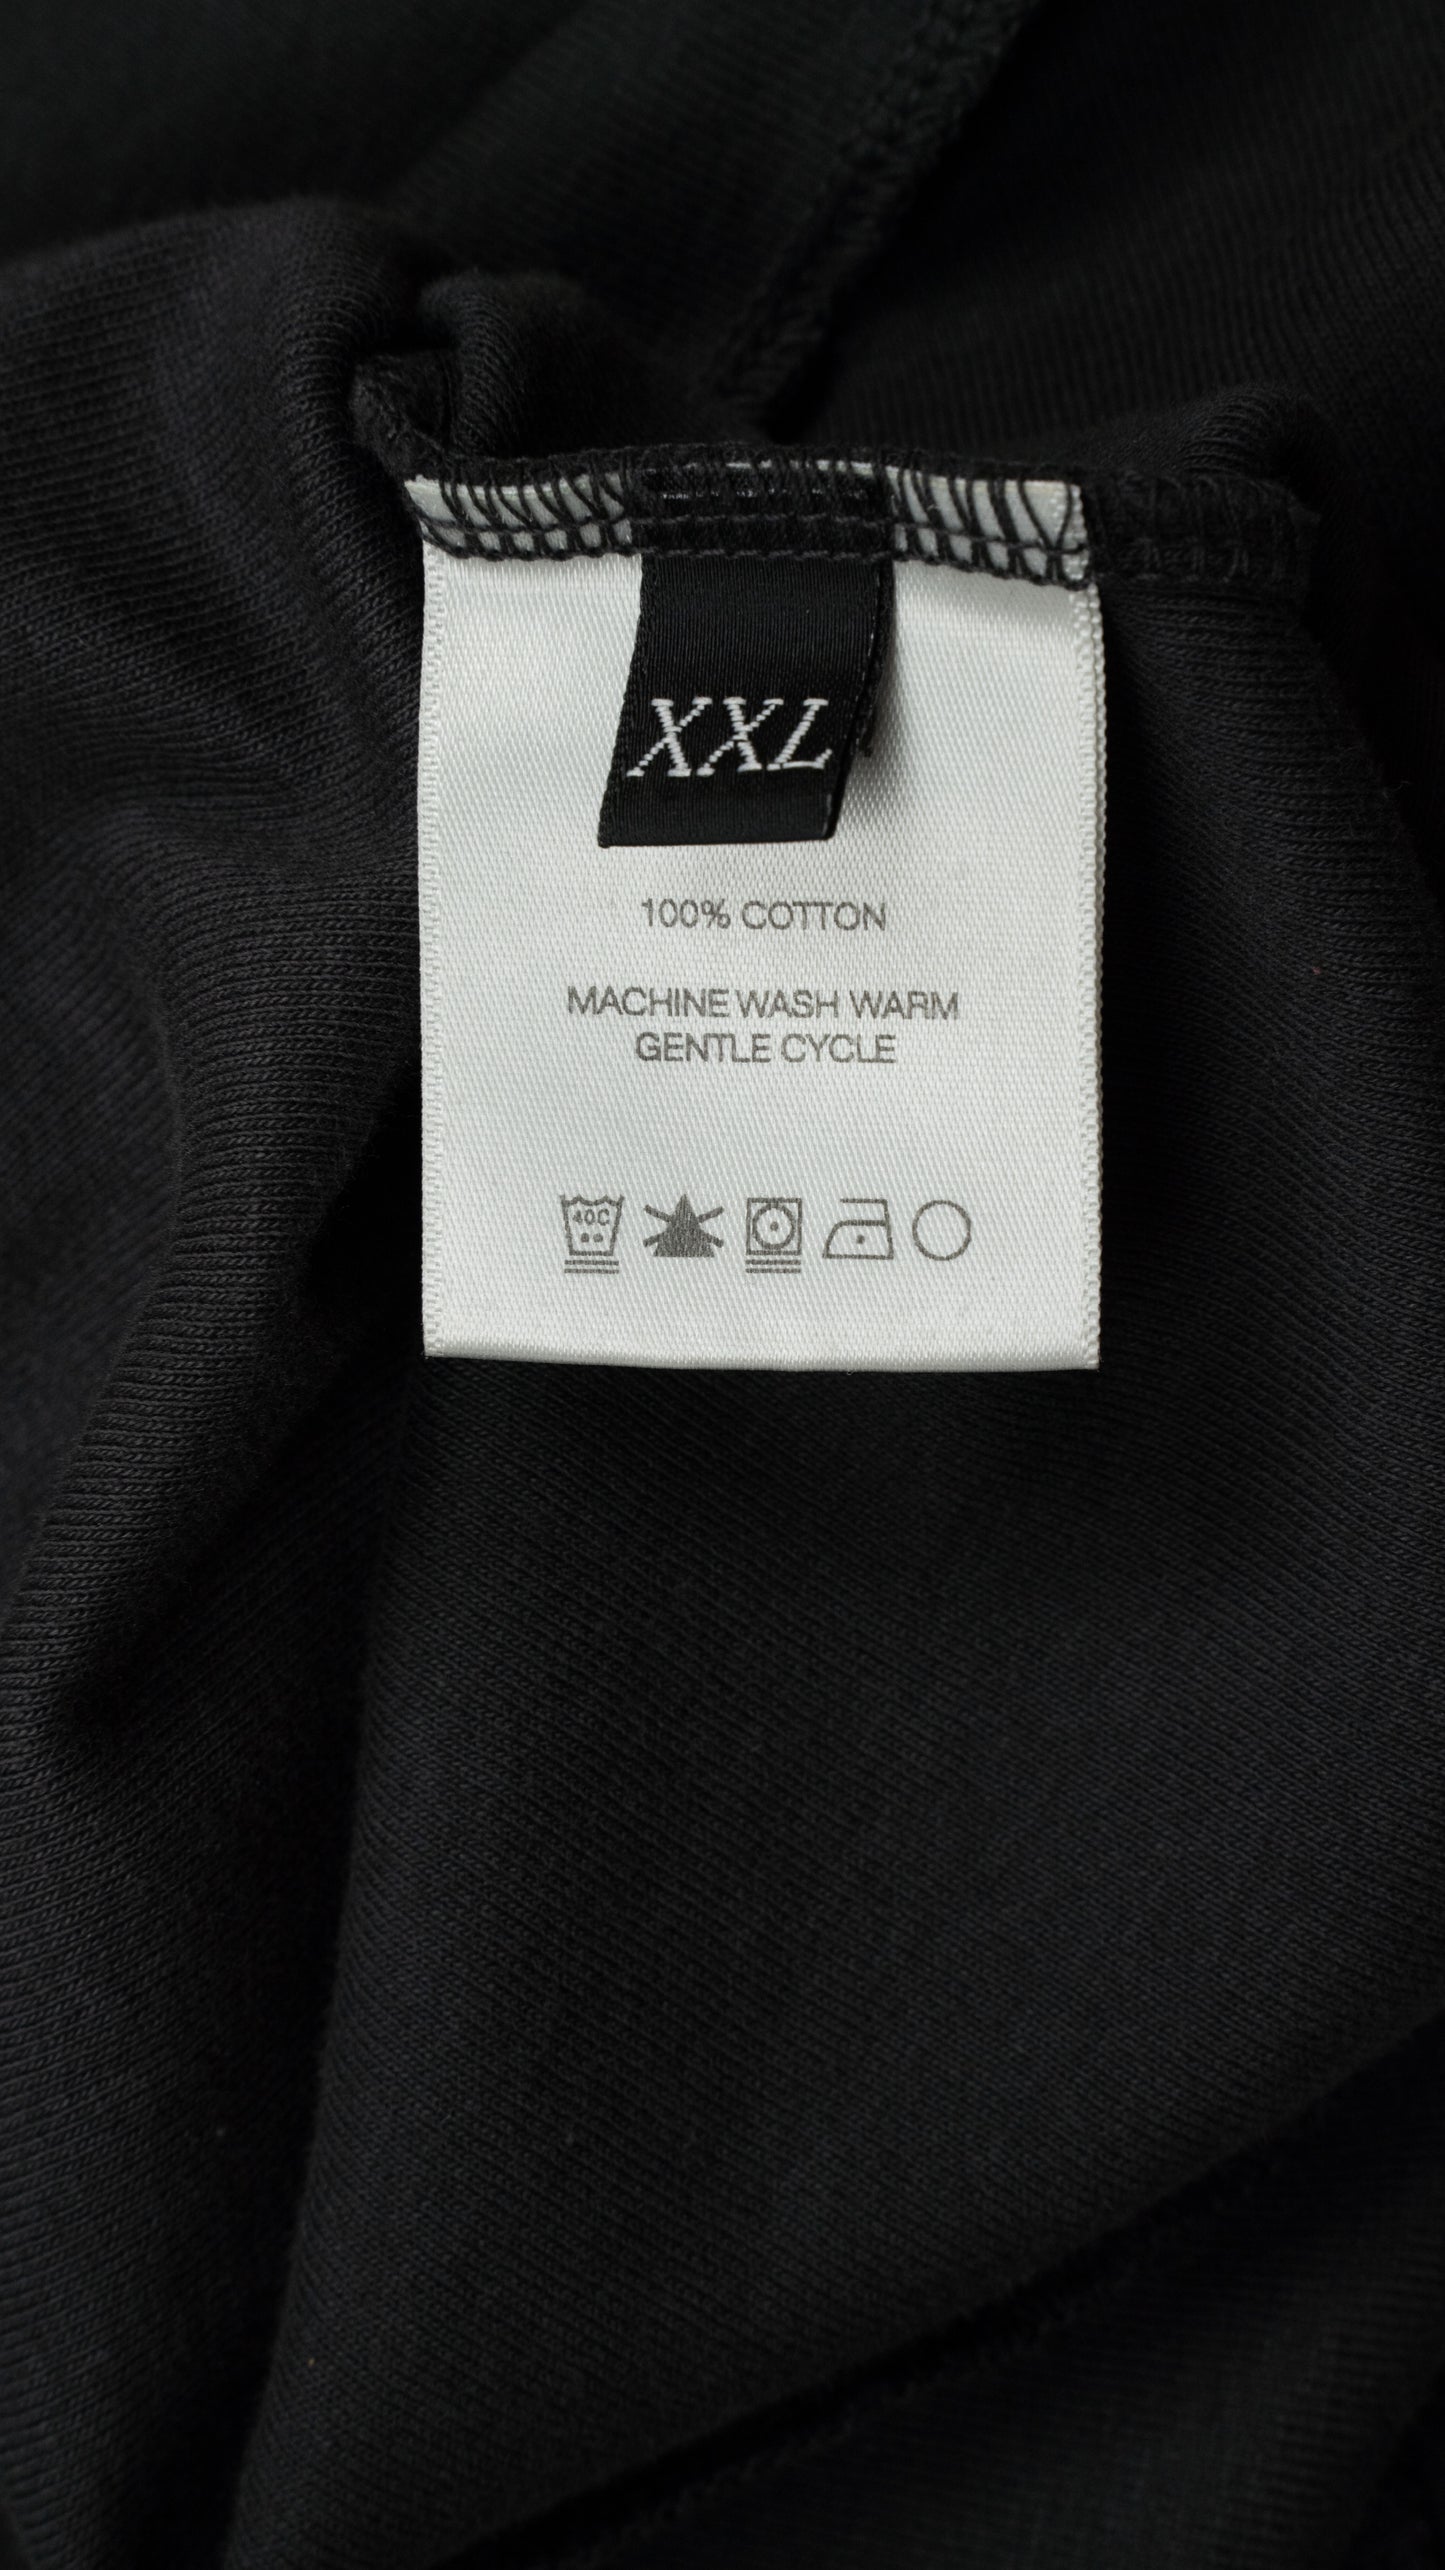 XXL
100% COTTON
MACHINE WASH WARM
GENTLE CYCLE
40C